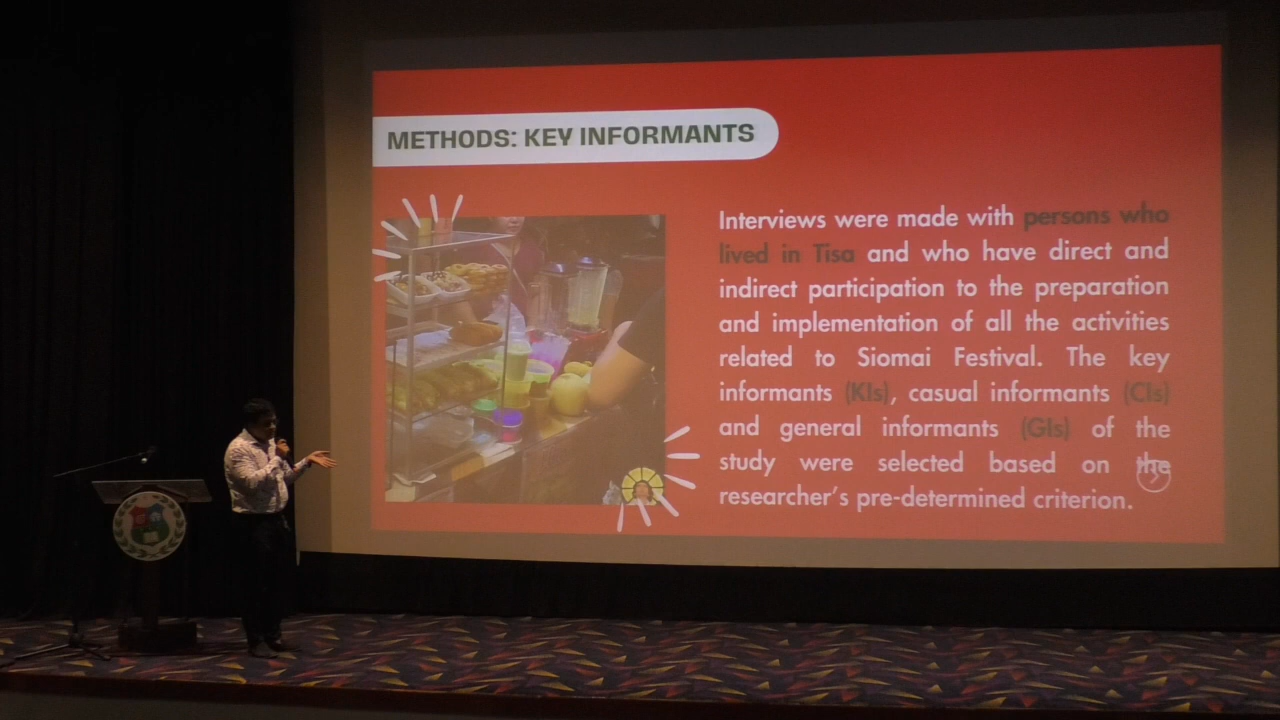 METHODS: KEY INFORMANTS
Interviews were made with persons who
lived in Tisa and who have direct and
indirect participation to the preparation
and implementation of all the activities
related to Siomai Festival. The key
informants (KIs), casual informants (CIs)
and general informants (GIs) of the
study were selected based on the
researcher's pre-determined criterion.